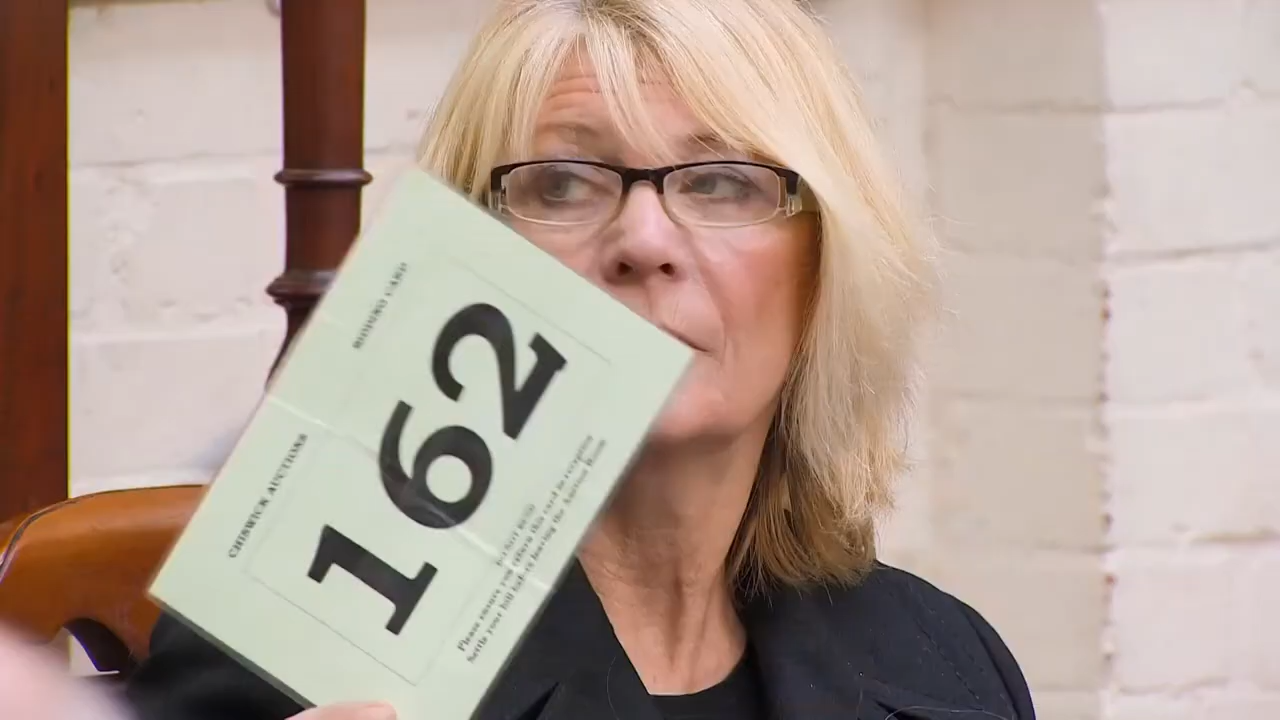 CHISWICK AUCTIONS BIDDING CARD
162
Please ensure you return this card to reception
Settle your bill before leaving the Auction Room